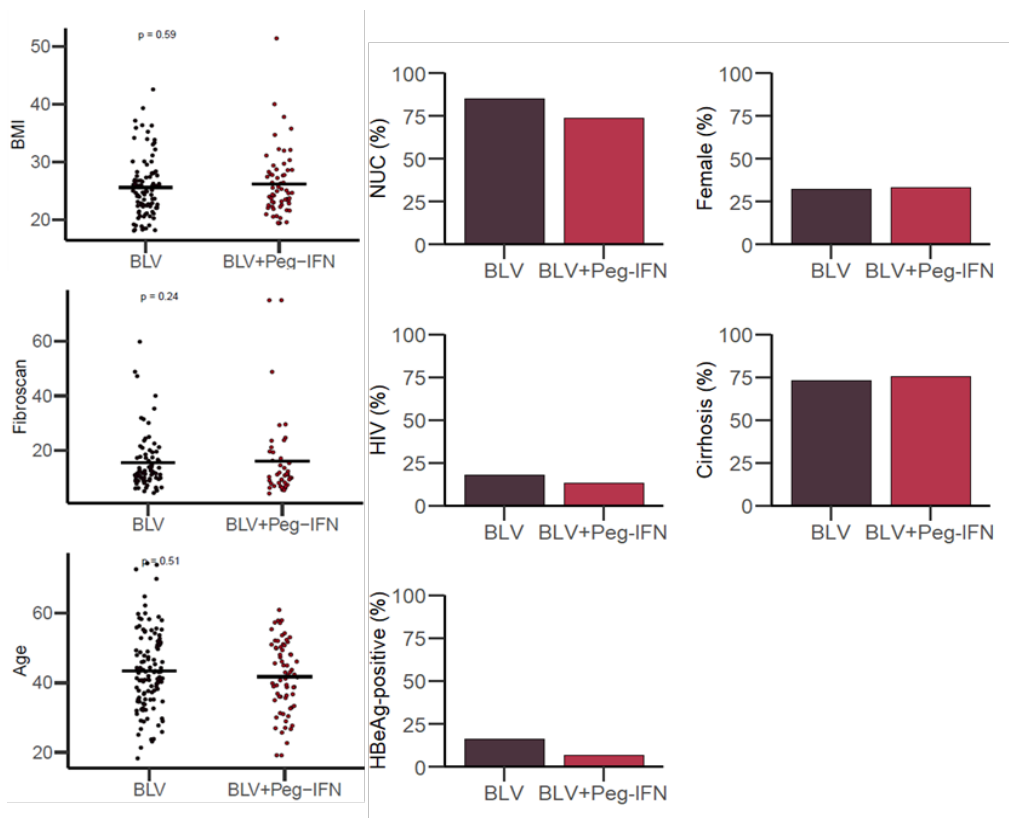 p = 0.59
BMI
50
40
30
20
BLV
BLV+Peg−IFN
p = 0.24
Fibroscan
60
40
20
BLV
BLV+Peg−IFN
p = 0.51
Age
60
40
20
BLV
BLV+Peg−IFN
NUC (%)
100
75
50
25
0
BLV
BLV+Peg-IFN
Female (%)
100
75
50
25
0
BLV
BLV+Peg-IFN
HIV (%)
100
75
50
25
0
BLV
BLV+Peg-IFN
Cirrhosis (%)
100
75
50
25
0
BLV
BLV+Peg-IFN
HBeAg-positive (%)
100
75
50
25
0
BLV
BLV+Peg-IFN